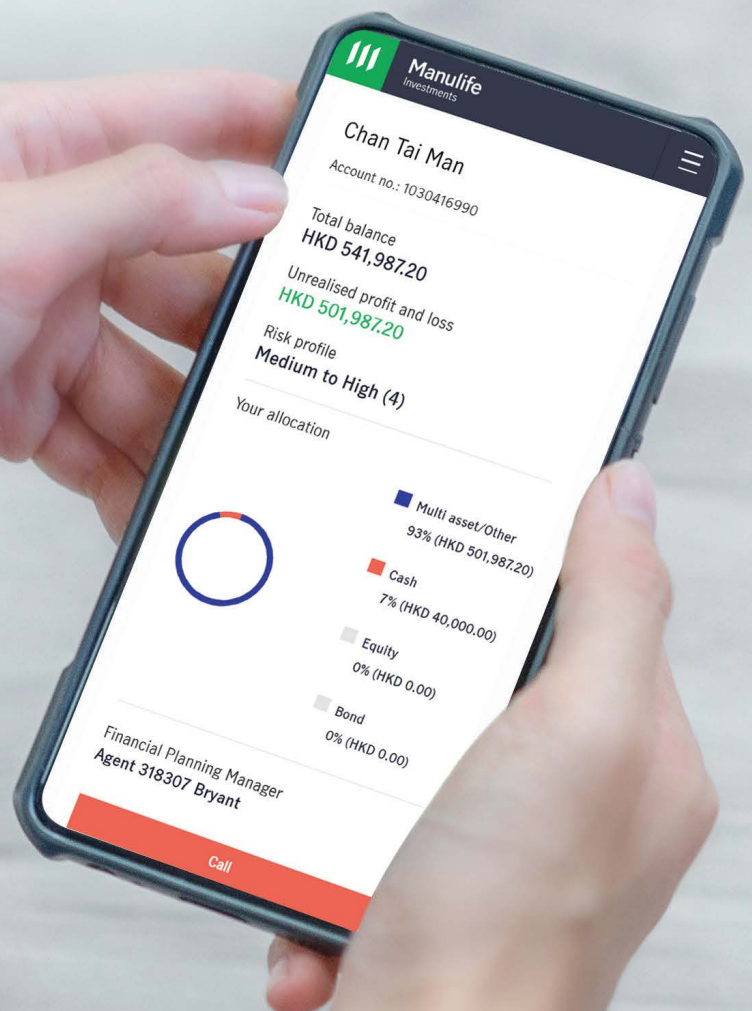 Manulife
Investments
Chan Tai Man
Account no.: 1030416990
Total balance
HKD 541,987.20
Unrealised profit and loss
HKD 501,987.20
Risk profile
Medium to High (4)
Your allocation
Multi asset/Other
93% (HKD 501,987.20)
Cash
7% (HKD 40,000.00)
Equity
0% (HKD 0.00)
Bond
0% (HKD 0.00)
Financial Planning Manager
Agent 318307 Bryant
Call